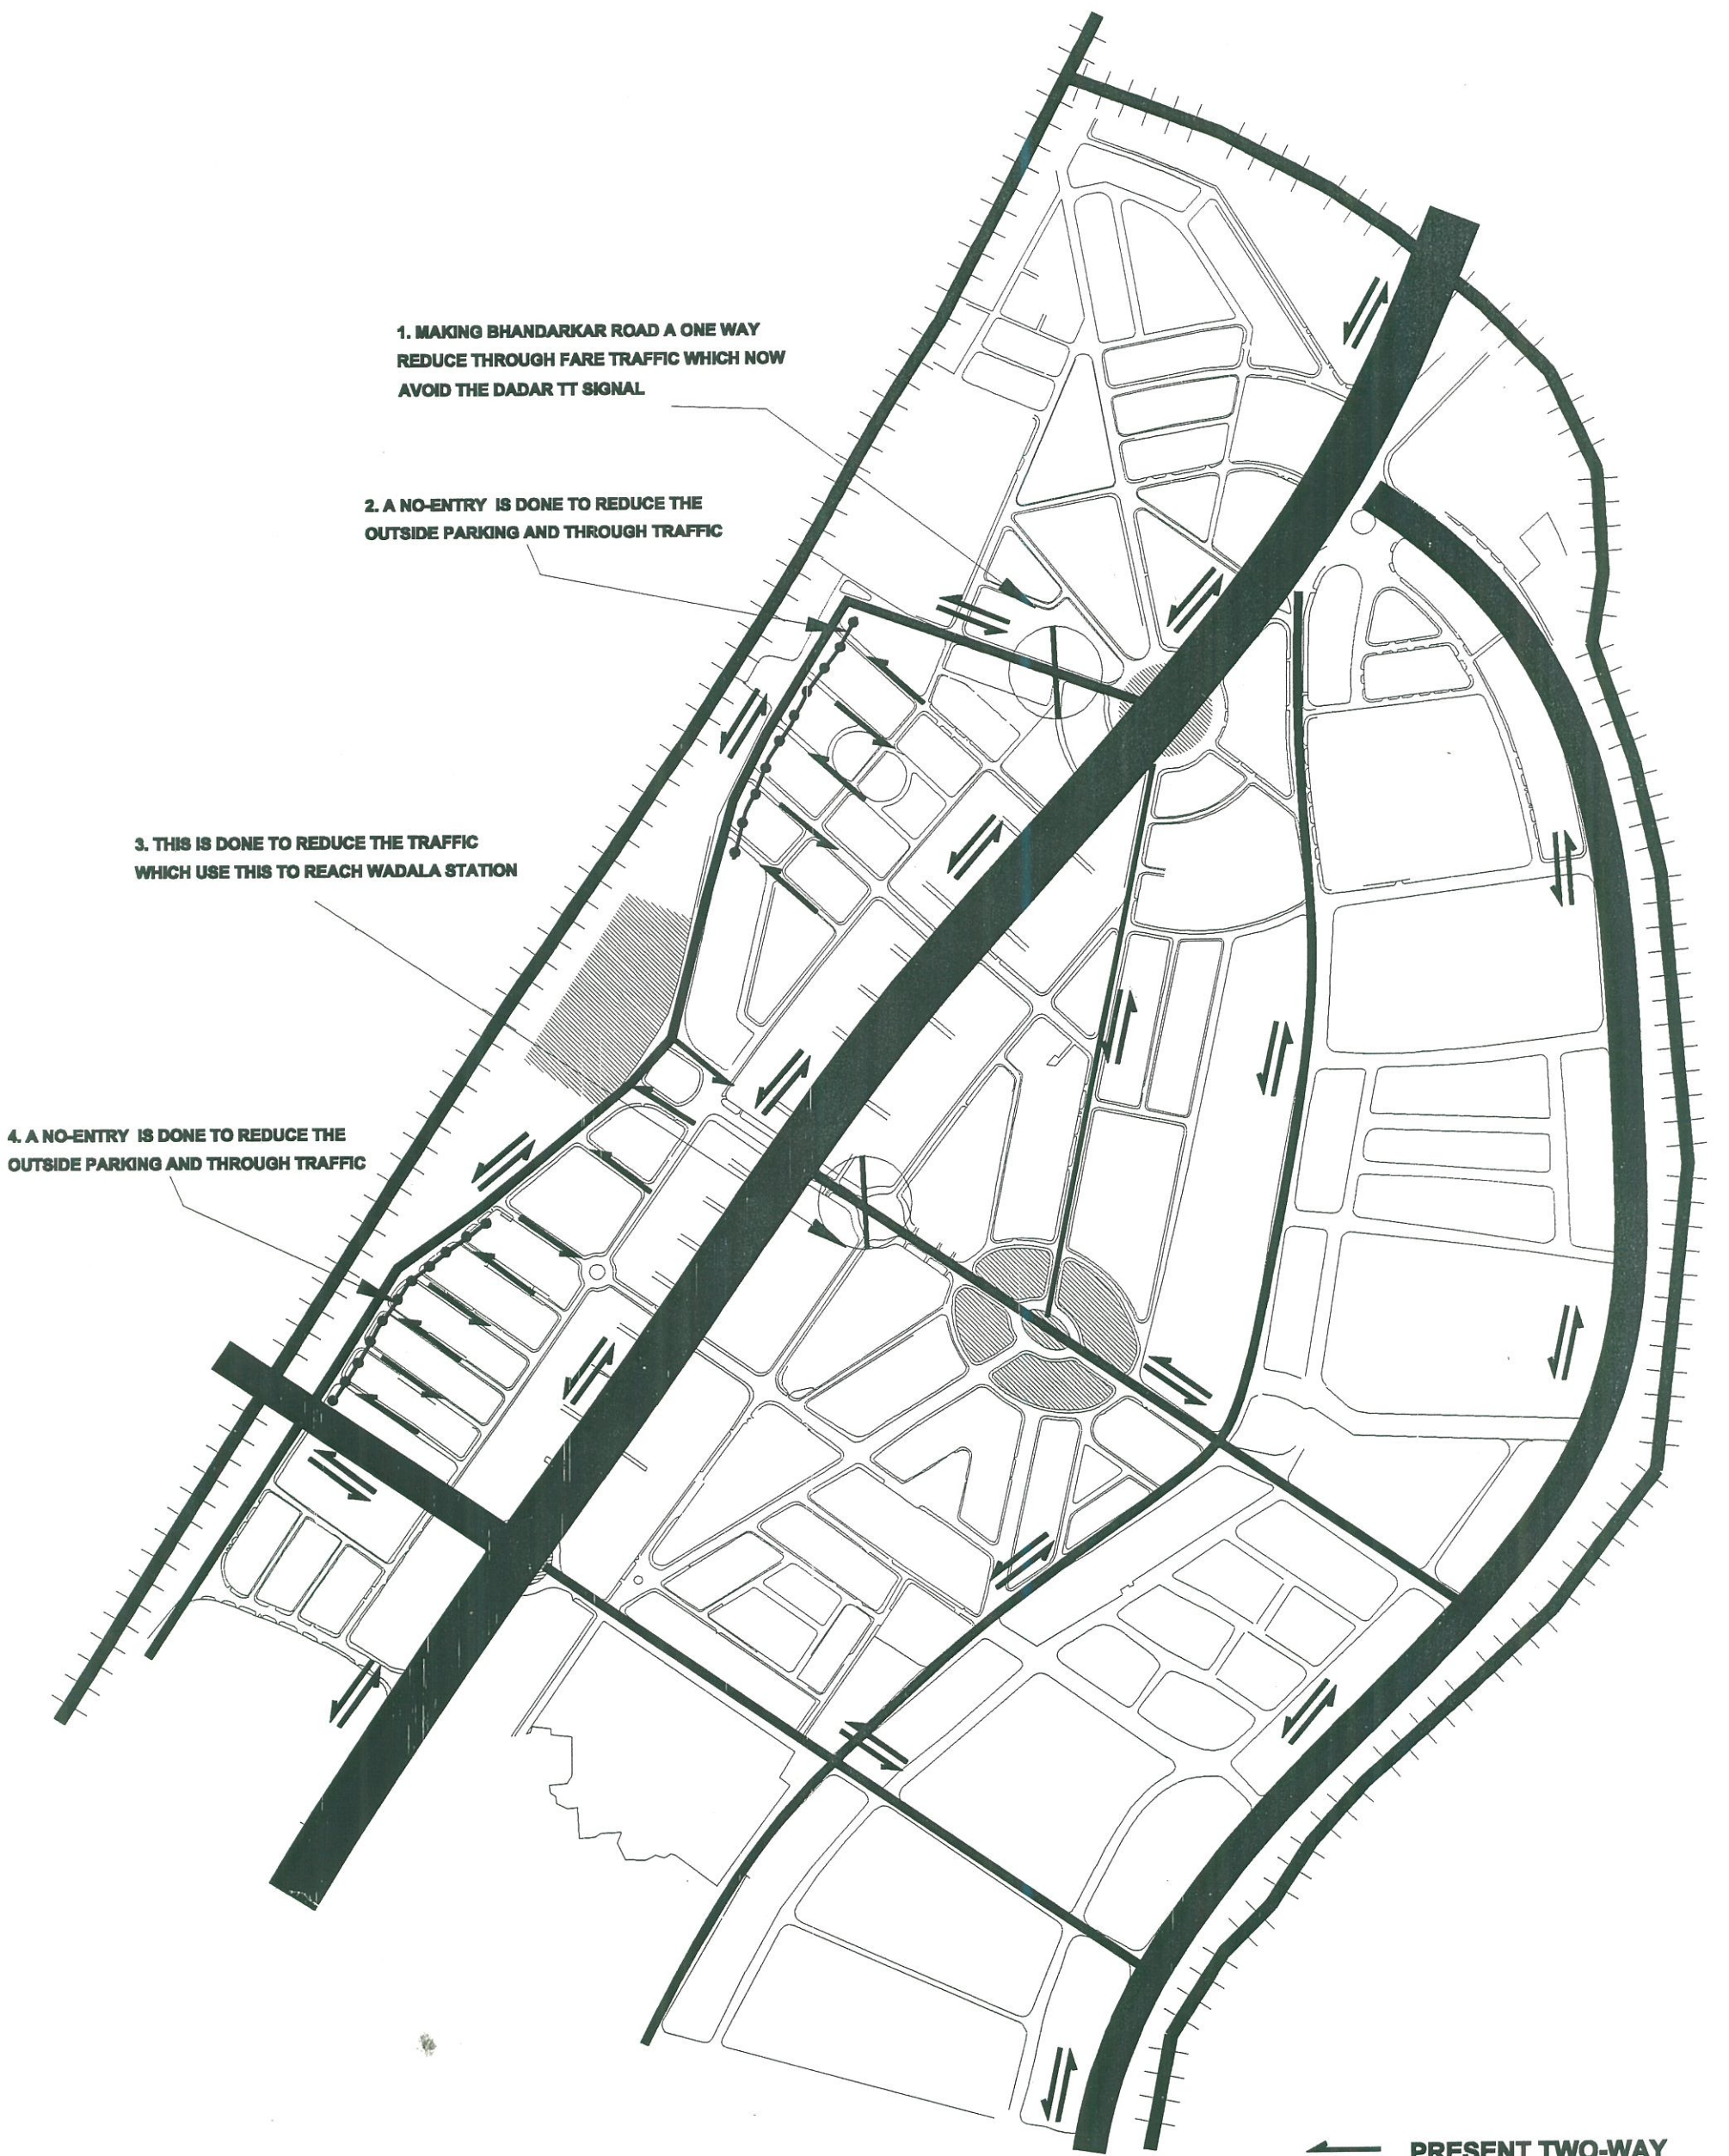 1. MAKING BHANDARKAR ROAD A ONE WAY
REDUCE THROUGH FARE TRAFFIC WHICH NOW
AVOID THE DADAR TT SIGNAL
2. A NO-ENTRY IS DONE TO REDUCE THE
OUTSIDE PARKING AND THROUGH TRAFFIC
3. THIS IS DONE TO REDUCE THE TRAFFIC
WHICH USE THIS TO REACH WADALA STATION
4. A NO-ENTRY IS DONE TO REDUCE THE
OUTSIDE PARKING AND THROUGH TRAFFIC
PRESENT TWO-WAY